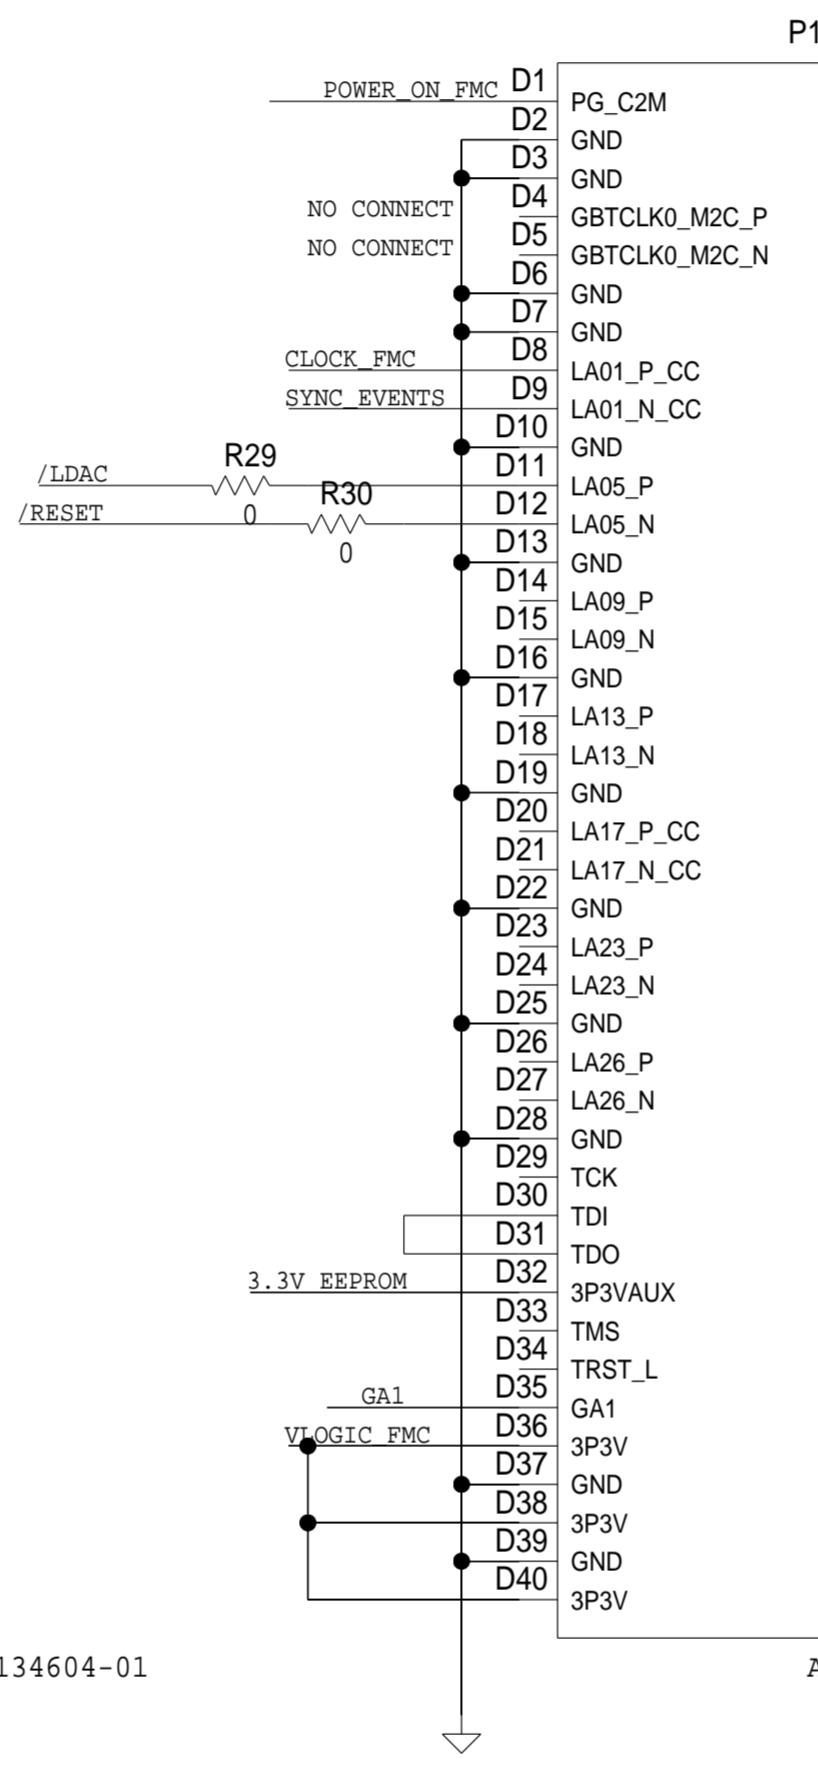 P1
D1
POWER_ON_FMC
PG_C2M
D2
GND
D3
GND
D4
NO CONNECT
GBTCLK0_M2C_P
D5
NO CONNECT
GBTCLK0_M2C_N
D6
GND
D7
GND
D8
CLOCK_FMC
LA01_P_CC
D9
SYNC_EVENTS
LA01_N_CC
D10
GND
R29
D11
/LDAC
LA05_P
0
R30
D12
/RESET
LA05_N
0
D13
GND
D14
LA09_P
D15
LA09_N
D16
GND
D17
LA13_P
D18
LA13_N
D19
GND
D20
LA17_P_CC
D21
LA17_N_CC
D22
GND
D23
LA23_P
D24
LA23_N
D25
GND
D26
LA26_P
D27
LA26_N
D28
GND
D29
TCK
D30
TDI
D31
TDO
D32
3.3V EEPROM
3P3VAUX
D33
TMS
D34
TRST_L
D35
GA1
GA1
D36
VLOGIC_FMC
3P3V
D37
GND
D38
3P3V
D39
GND
D40
3P3V
134604-01
A